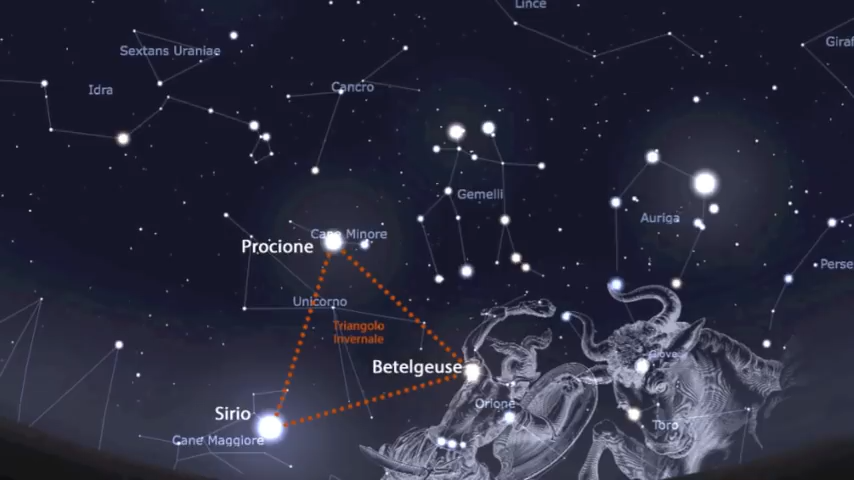 Lince
Giraf
Sextans Uraniae
Idra
Cancro
Gemelli
Auriga
Cane Minore
Procione
Perse
Unicorno
Triangolo
Invernale
Giove
Betelgeuse
Orione
Sirio
Toro
Cane Maggiore